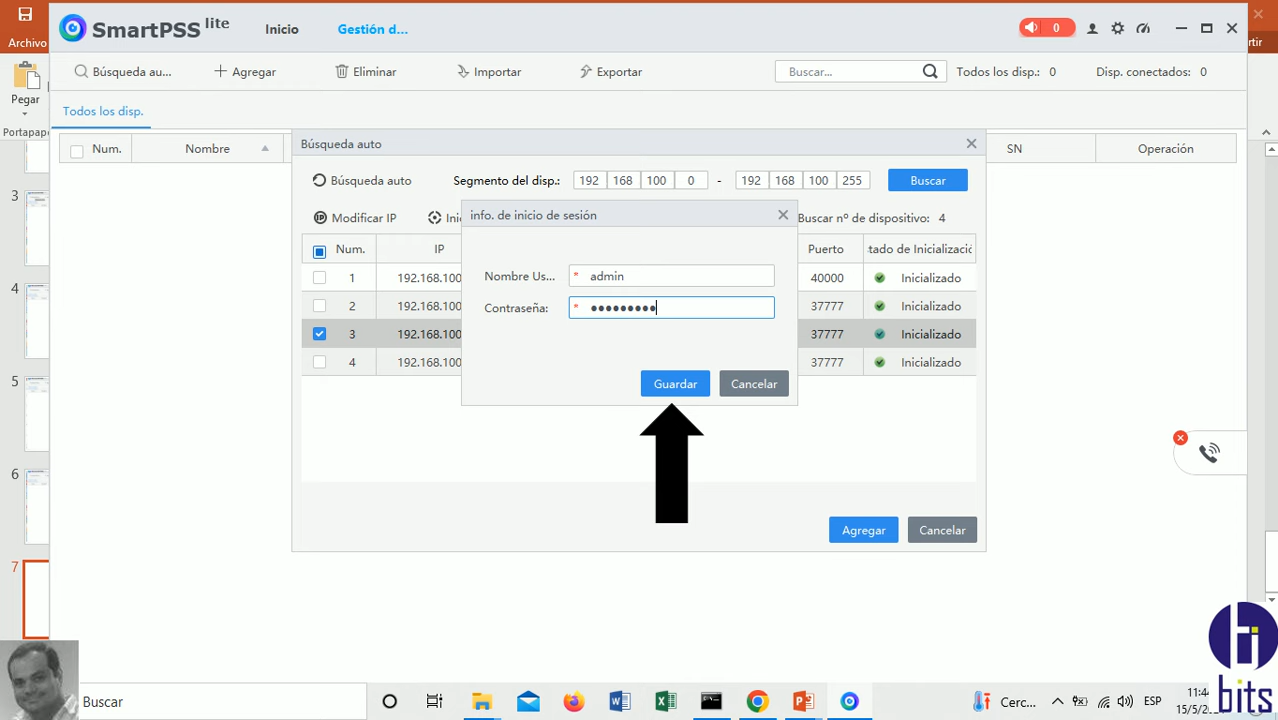 SmartPSS lite
Inicio
Gestión d...
0
Archivo
Pegar
Portapapu
Búsqueda au...
Agregar
Eliminar
Importar
Exportar
Buscar...
Todos los disp.: 0
Disp. conectados: 0
Todos los disp.
Num.
Nombre
SN
Operación
Búsqueda auto
Búsqueda auto
Segmento del disp.:
192 168 100 0 - 192 168 100 255
Buscar
Modificar IP
Ini
Buscar nº de dispositivo: 4
Num.
IP
Puerto
tado de Inicializació
1 192.168.100 40000 Inicializado
2 192.168.100 37777 Inicializado
3 192.168.100 37777 Inicializado
4 192.168.100 37777 Inicializado
info. de inicio de sesión
Nombre Us... * admin
Contraseña: * ●●●●●●●●●
Guardar
Cancelar
Agregar
Cancelar
3
4
5
6
7
rtir
Buscar
Cerc...
ESP
11:4
15/5/2
bits